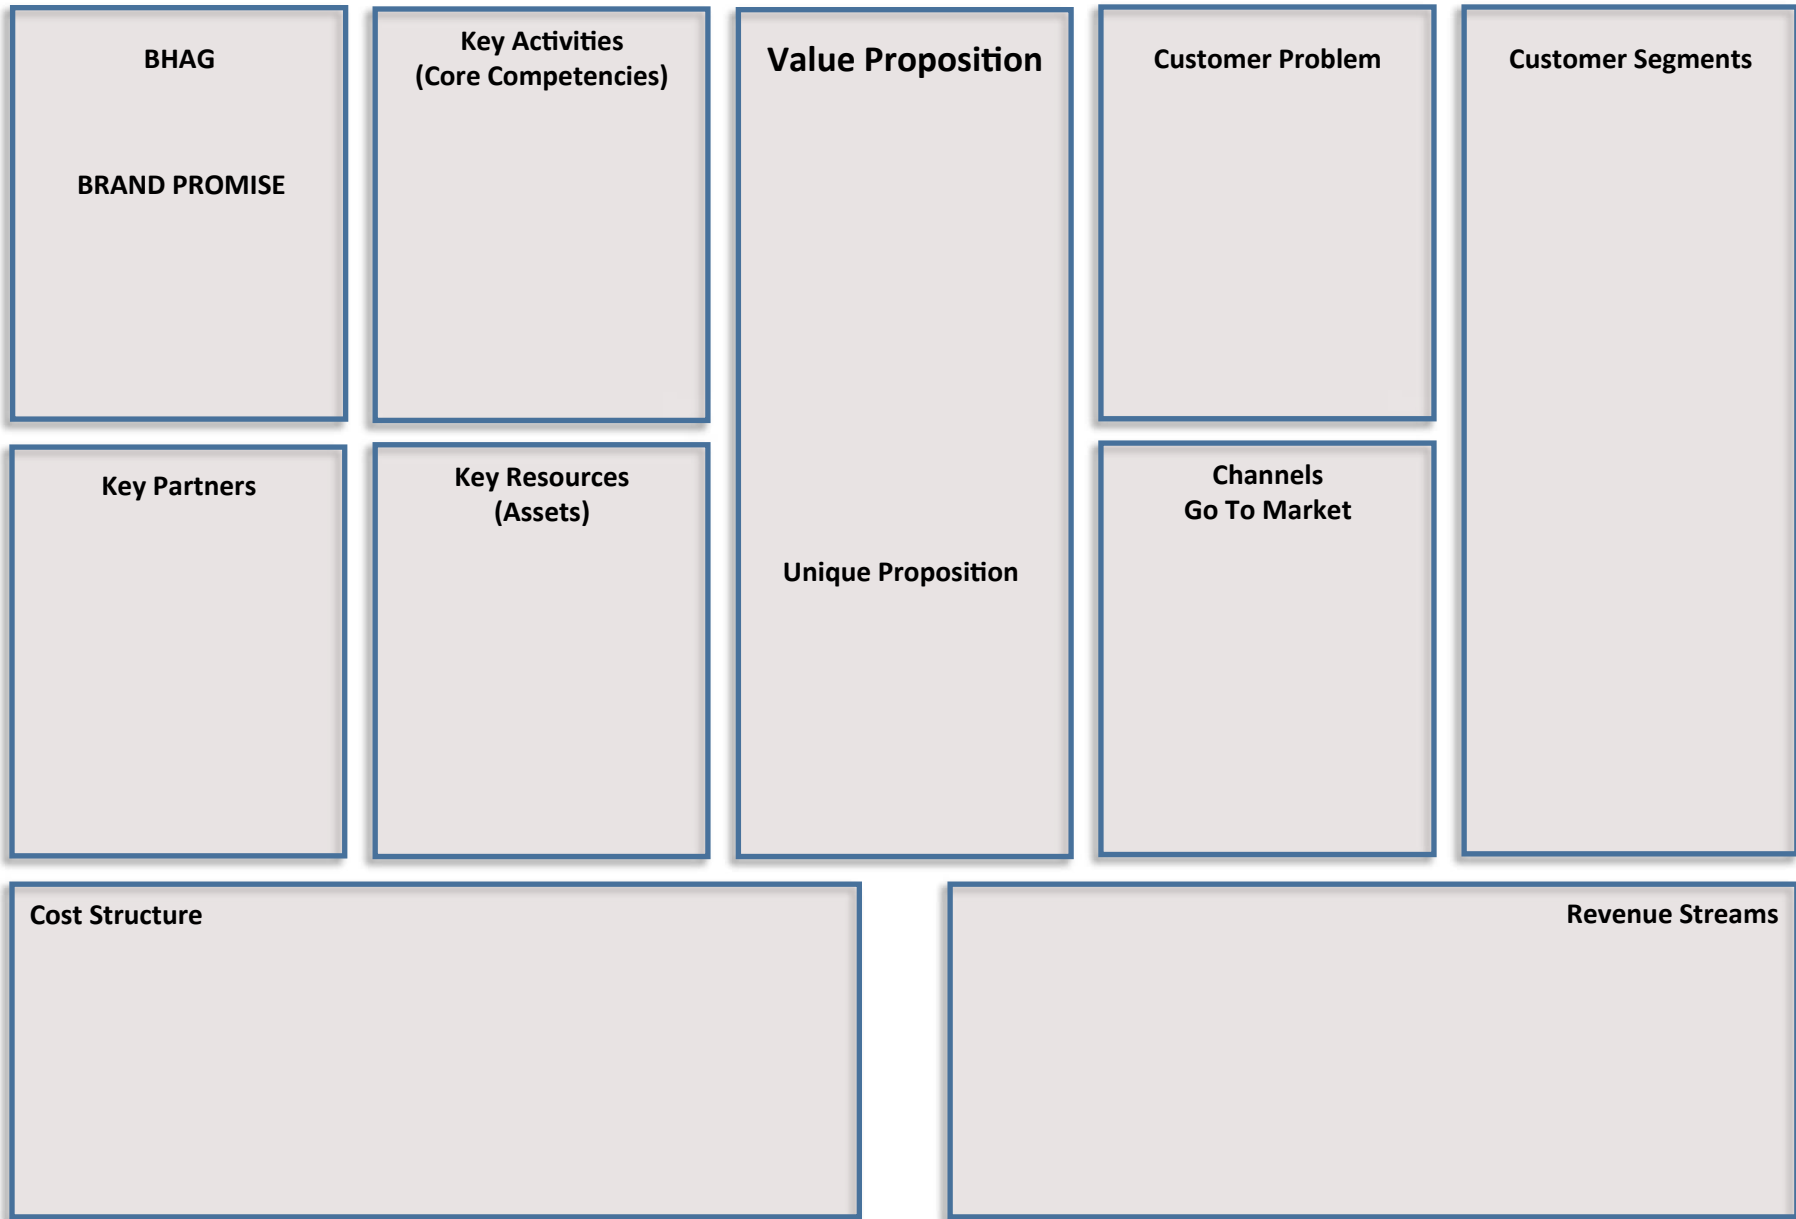 BHAG
BRAND PROMISE
Key Activities
(Core Competencies)
Value Proposition
Unique Proposition
Customer Problem
Customer Segments
Key Partners
Key Resources
(Assets)
Channels
Go To Market
Cost Structure
Revenue Streams